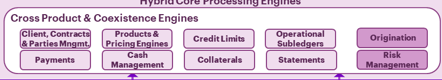 Hybrid Core Processing Engines
Cross Product & Coexistence Engines
Client, Contracts
& Parties Mngmt.
Products &
Pricing Engines
Credit Limits
Operational
Subledgers
Origination
Payments
Cash
Management
Collaterals
Statements
Risk
Management